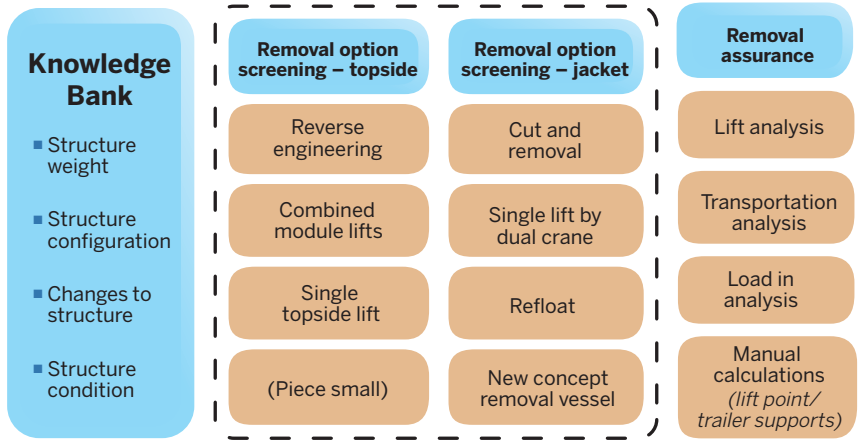 Knowledge
Bank
Structure
weight
Structure
configuration
Changes to
structure
Structure
condition
Removal option
screening – topside
Reverse
engineering
Combined
module lifts
Single
topside lift
(Piece small)
Removal option
screening – jacket
Cut and
removal
Single lift by
dual crane
Refloat
New concept
removal vessel
Removal
assurance
Lift analysis
Transportation
analysis
Load in
analysis
Manual
calculations
(lift point/
trailer supports)